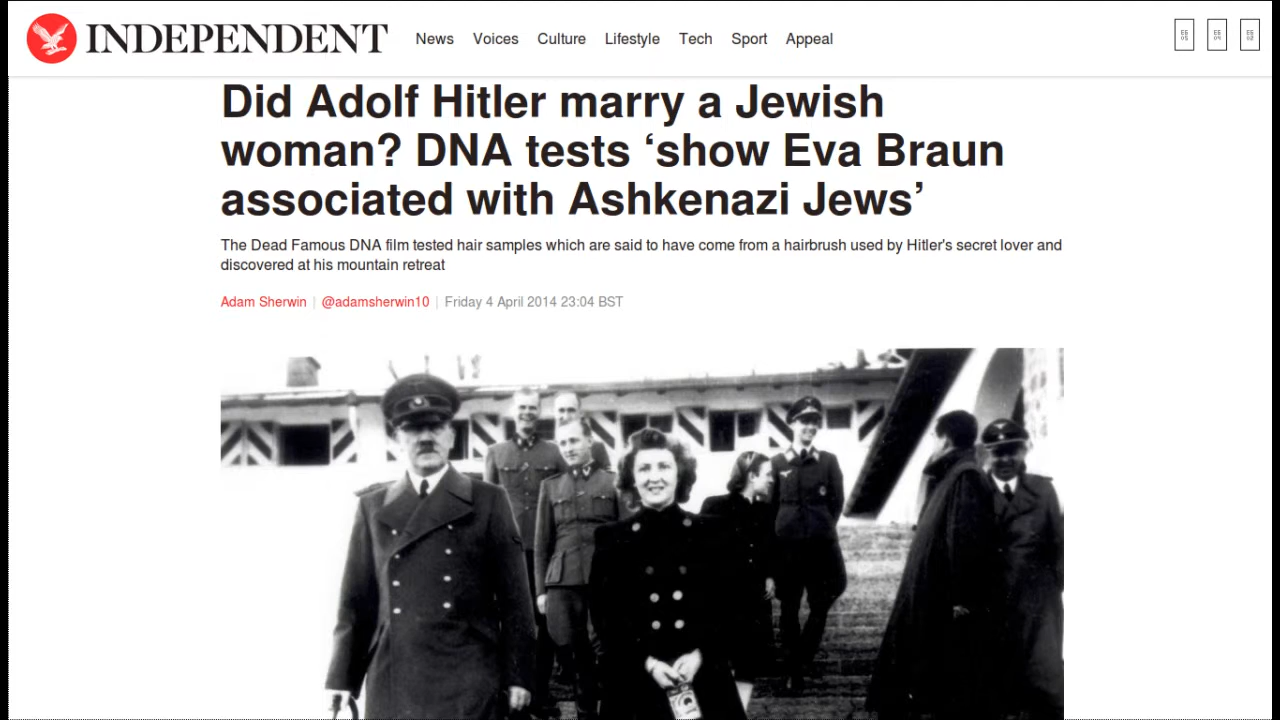 INDEPENDENT
News Voices Culture Lifestyle Tech Sport Appeal
Did Adolf Hitler marry a Jewish
woman? DNA tests ‘show Eva Braun
associated with Ashkenazi Jews’
The Dead Famous DNA film tested hair samples which are said to have come from a hairbrush used by Hitler's secret lover and
discovered at his mountain retreat
Adam Sherwin | @adamsherwin10 | Friday 4 April 2014 23:04 BST